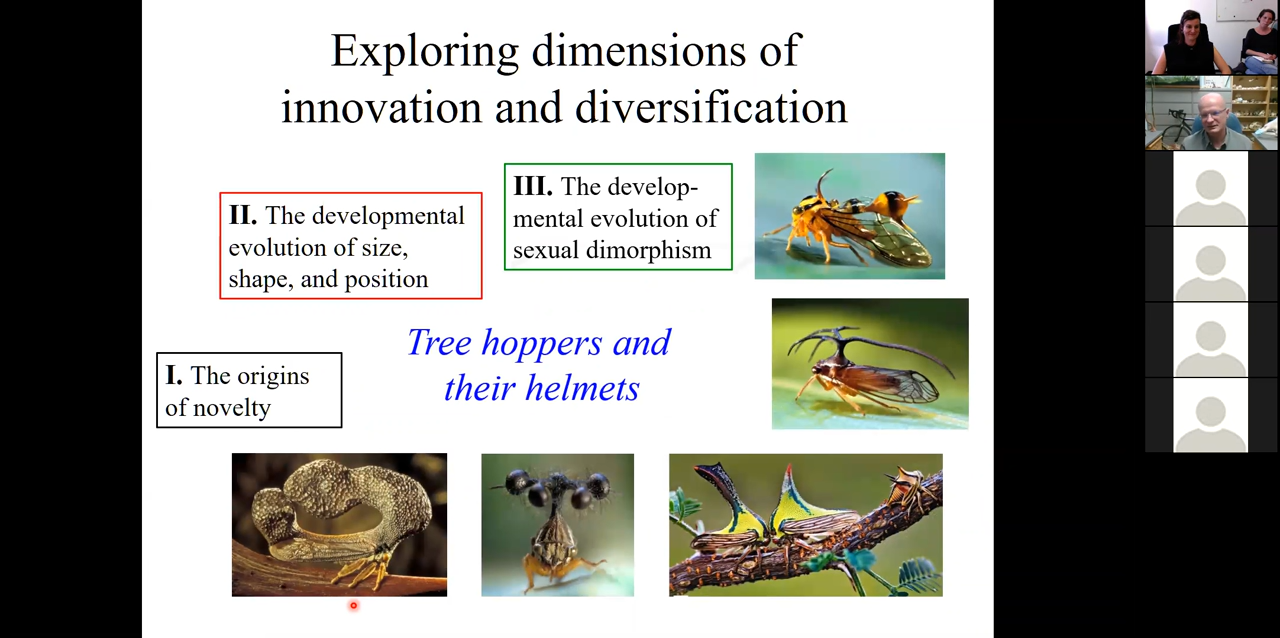 Exploring dimensions of
innovation and diversification
III. The develop-
mental evolution of
sexual dimorphism
II. The developmental
evolution of size,
shape, and position
Tree hoppers and
their helmets
I. The origins
of novelty